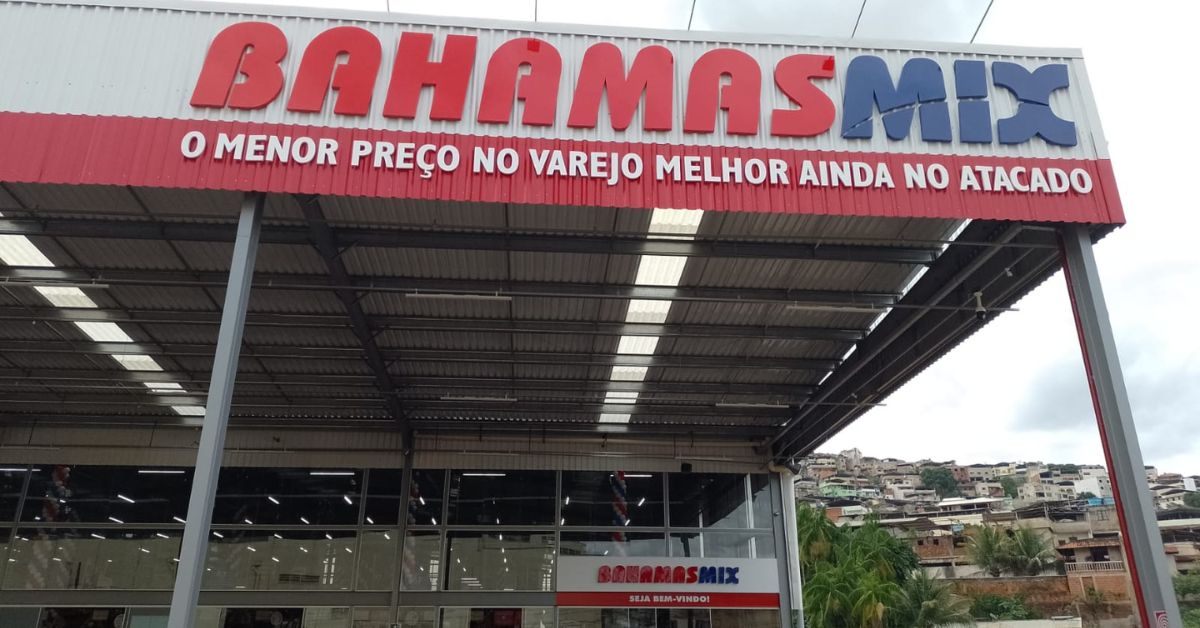 BAHAMASMIX
O MENOR PREÇO NO VAREJO MELHOR AINDA NO ATACADO
BAHAMASMIX
SEJA BEM-VINDO!